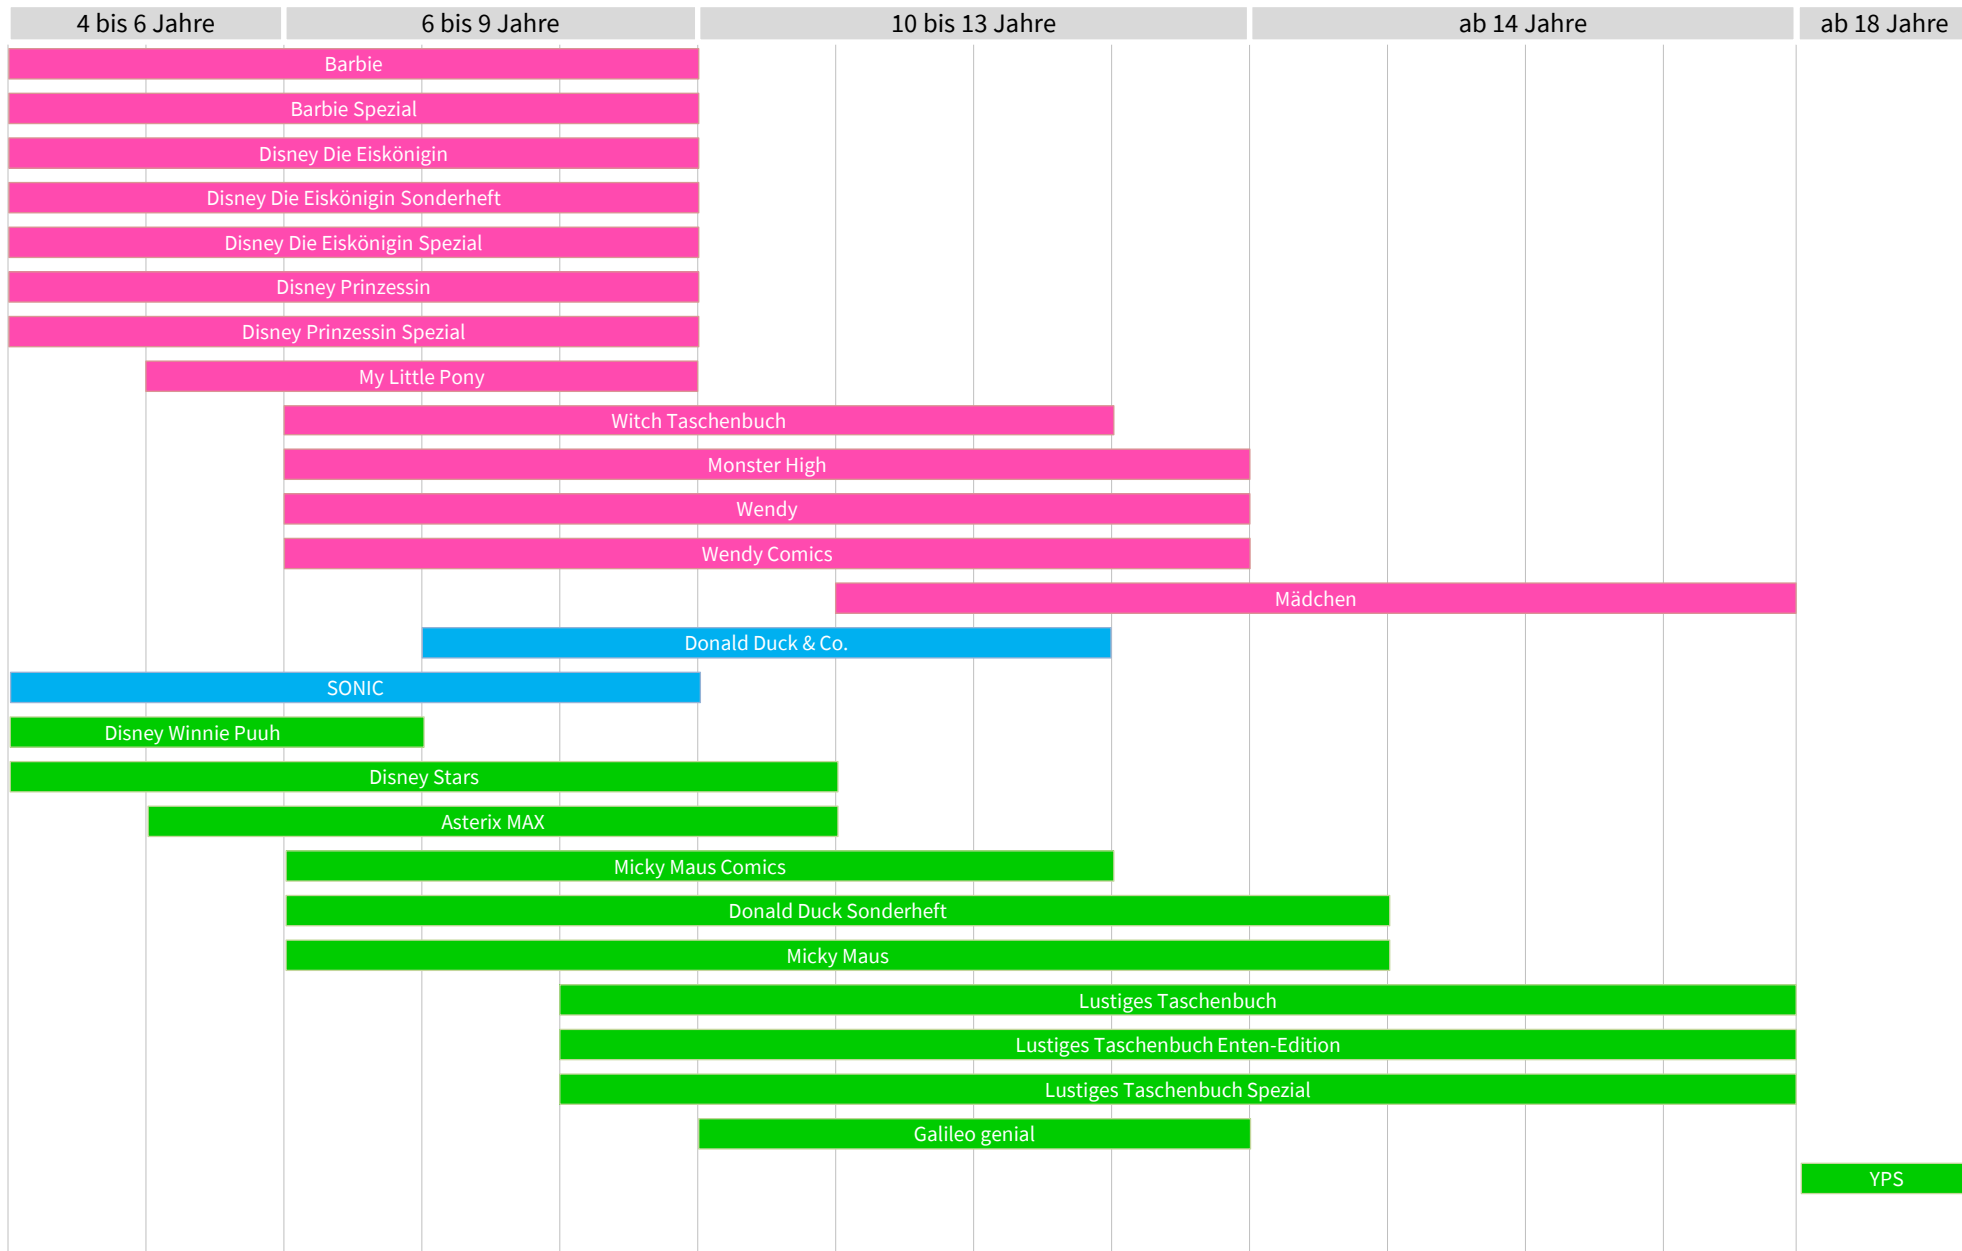 4 bis 6 Jahre 6 bis 9 Jahre 10 bis 13 Jahre ab 14 Jahre ab 18 Jahre
Barbie
Barbie Spezial
Disney Die Eiskönigin
Disney Die Eiskönigin Sonderheft
Disney Die Eiskönigin Spezial
Disney Prinzessin
Disney Prinzessin Spezial
My Little Pony
Witch Taschenbuch
Monster High
Wendy
Wendy Comics
Mädchen
Donald Duck & Co.
SONIC
Disney Winnie Puuh
Disney Stars
Asterix MAX
Micky Maus Comics
Donald Duck Sonderheft
Micky Maus
Lustiges Taschenbuch
Lustiges Taschenbuch Enten-Edition
Lustiges Taschenbuch Spezial
Galileo genial
YPS